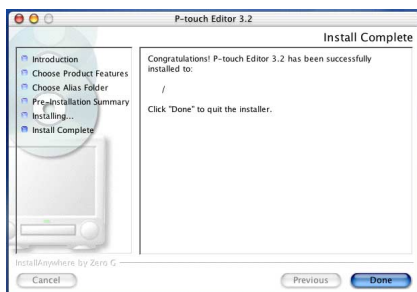 P-touch Editor 3.2
Install Complete
Introduction
Choose Product Features
Choose Alias Folder
Pre-Installation Summary
Installing...
Install Complete
Congratulations! P-touch Editor 3.2 has been successfully
installed to:
/
Click "Done" to quit the installer.
InstallAnywhere by Zero G
Cancel
Previous
Done